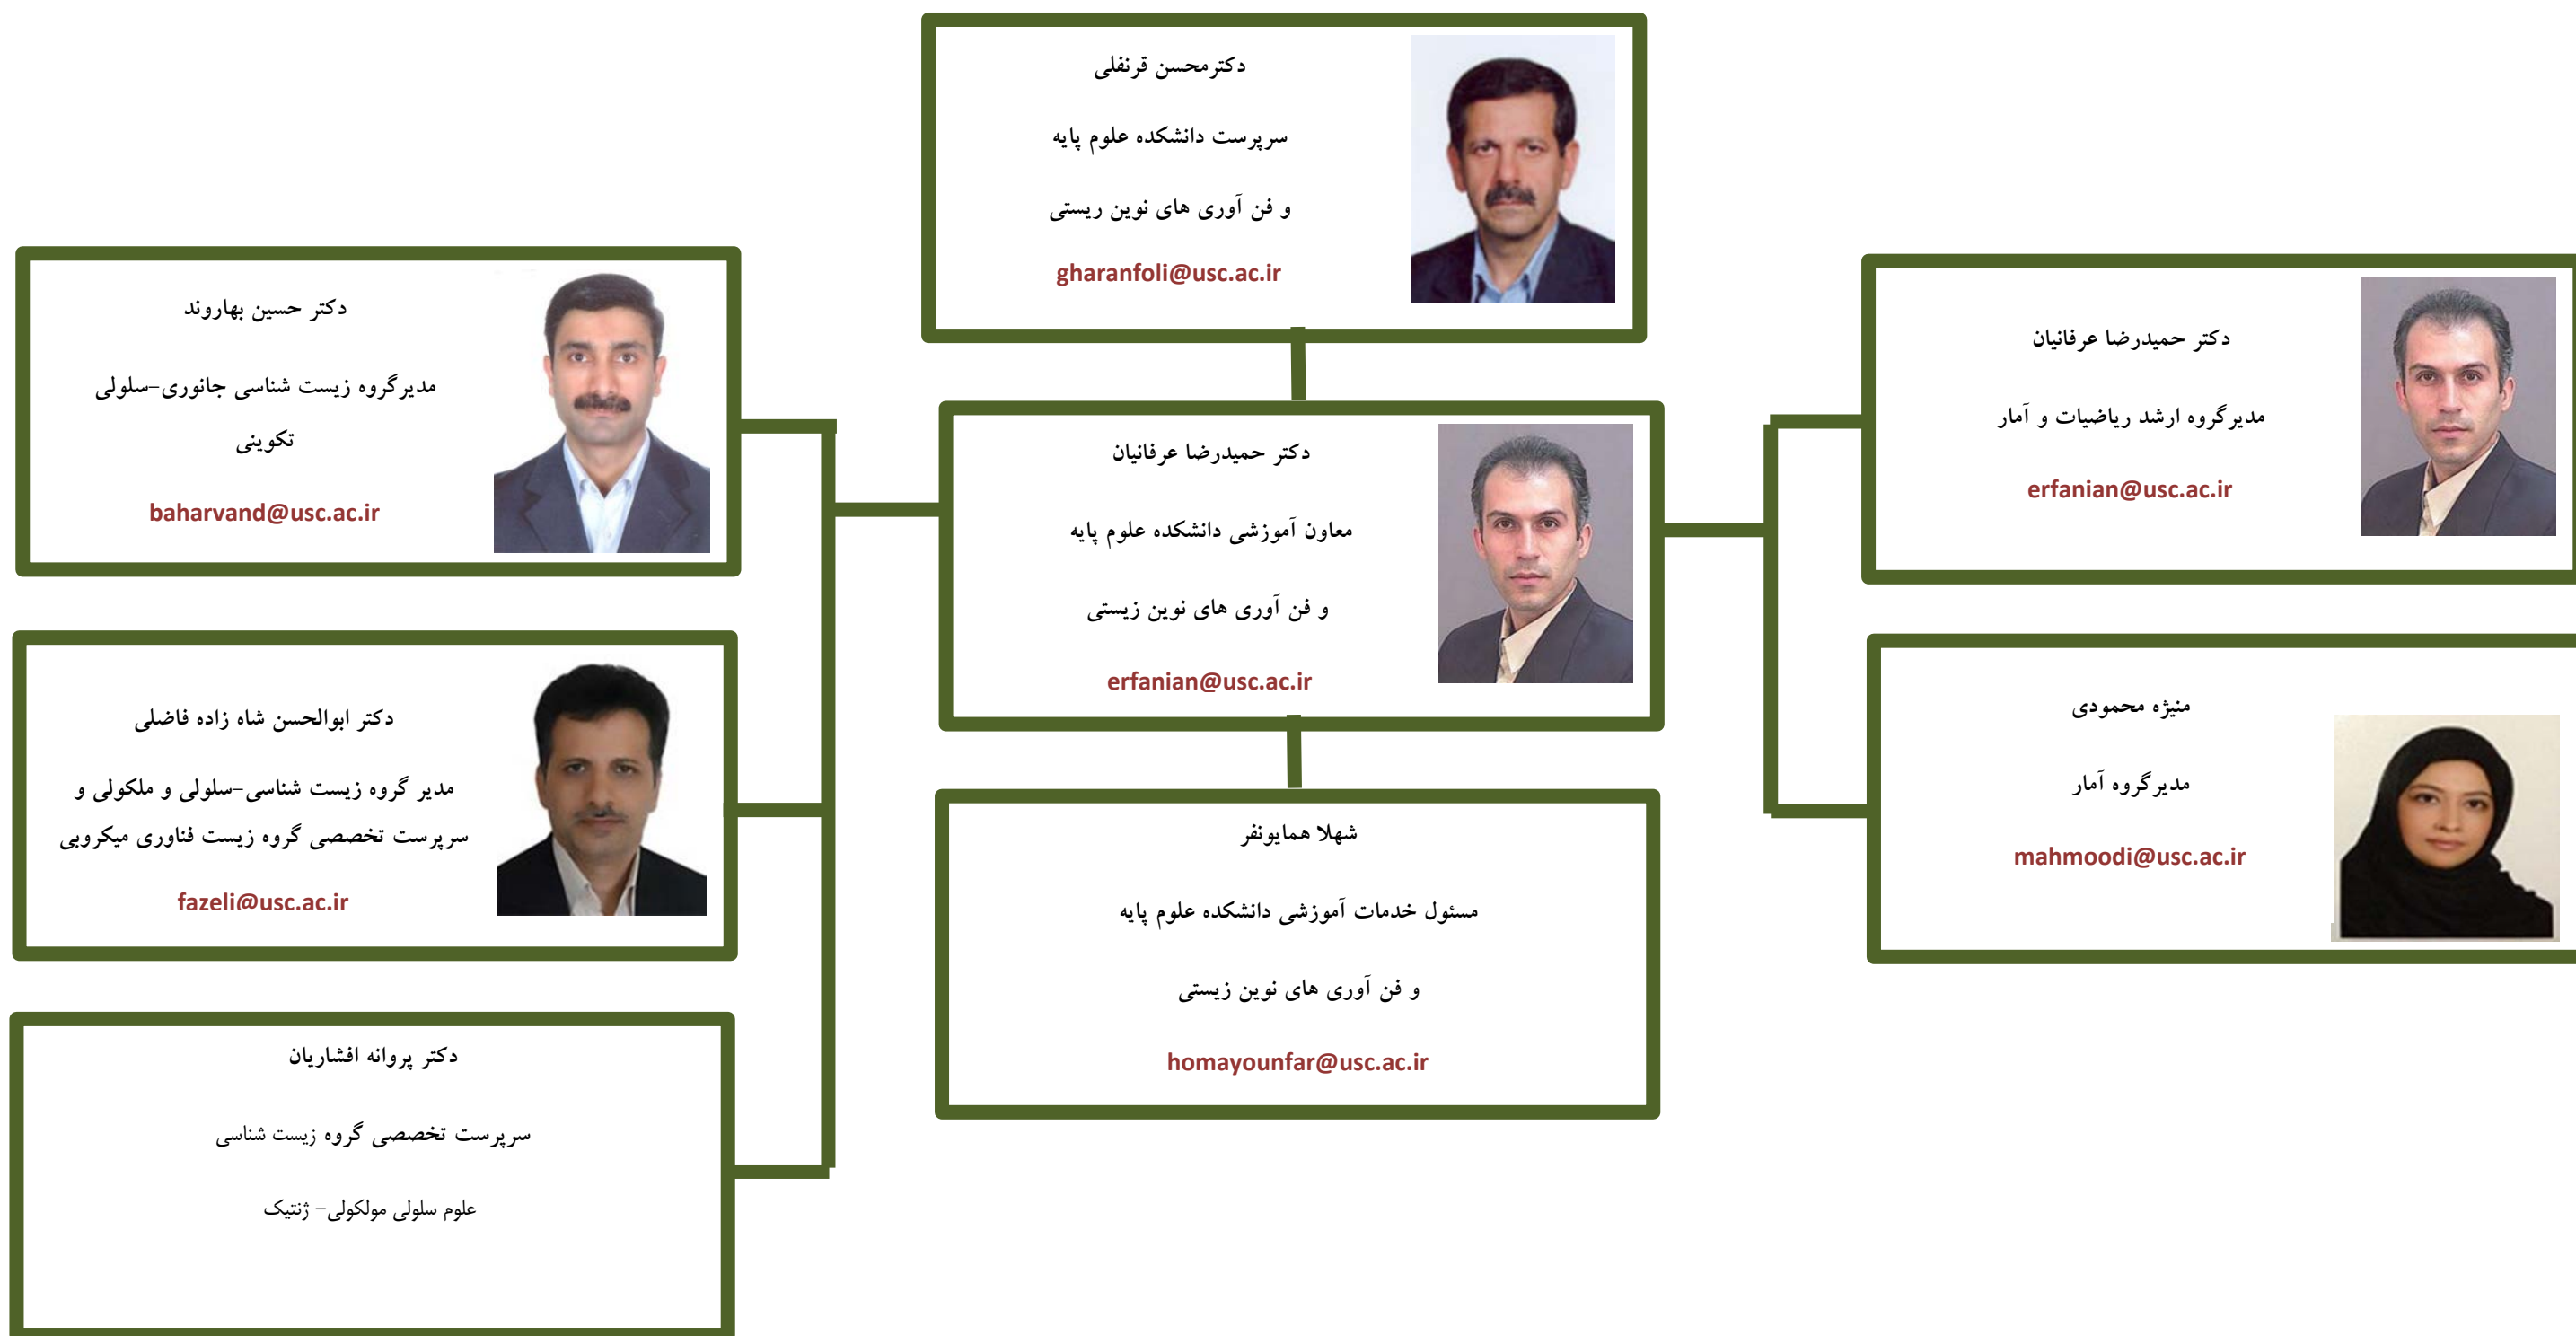 دکترمحسن قرنفلی
سرپرست دانشکده علوم پایه
و فن آوری های نوین ریستی
gharanfoli@usc.ac.ir
دکتر حمیدرضا عرفانیان
مدیرگروه ارشد ریاضیات و آمار
erfanian@usc.ac.ir
منیژه محمودی
مدیرگروه آمار
mahmoodi@usc.ac.ir
دکتر حمیدرضا عرفانیان
معاون آموزشی دانشکده علوم پایه
و فن آوری های نوین زیستی
erfanian@usc.ac.ir
شهلا همایونفر
مسئول خدمات آموزشی دانشکده علوم پایه
و فن آوری های نوین زیستی
homayounfar@usc.ac.ir
دکتر حسین بهاروند
مدیرگروه زیست شناسی جانوری-سلولی
تکوینی
baharvand@usc.ac.ir
دکتر ابوالحسن شاه زاده فاضلی
مدیر گروه زیست شناسی-سلولی و ملکولی و
سرپرست تخصصی گروه زیست فناوری میکروبی
fazeli@usc.ac.ir
دکتر پروانه افشاریان
سرپرست تخصصی گروه زیست شناسی
علوم سلولی مولکولی- ژنتیک